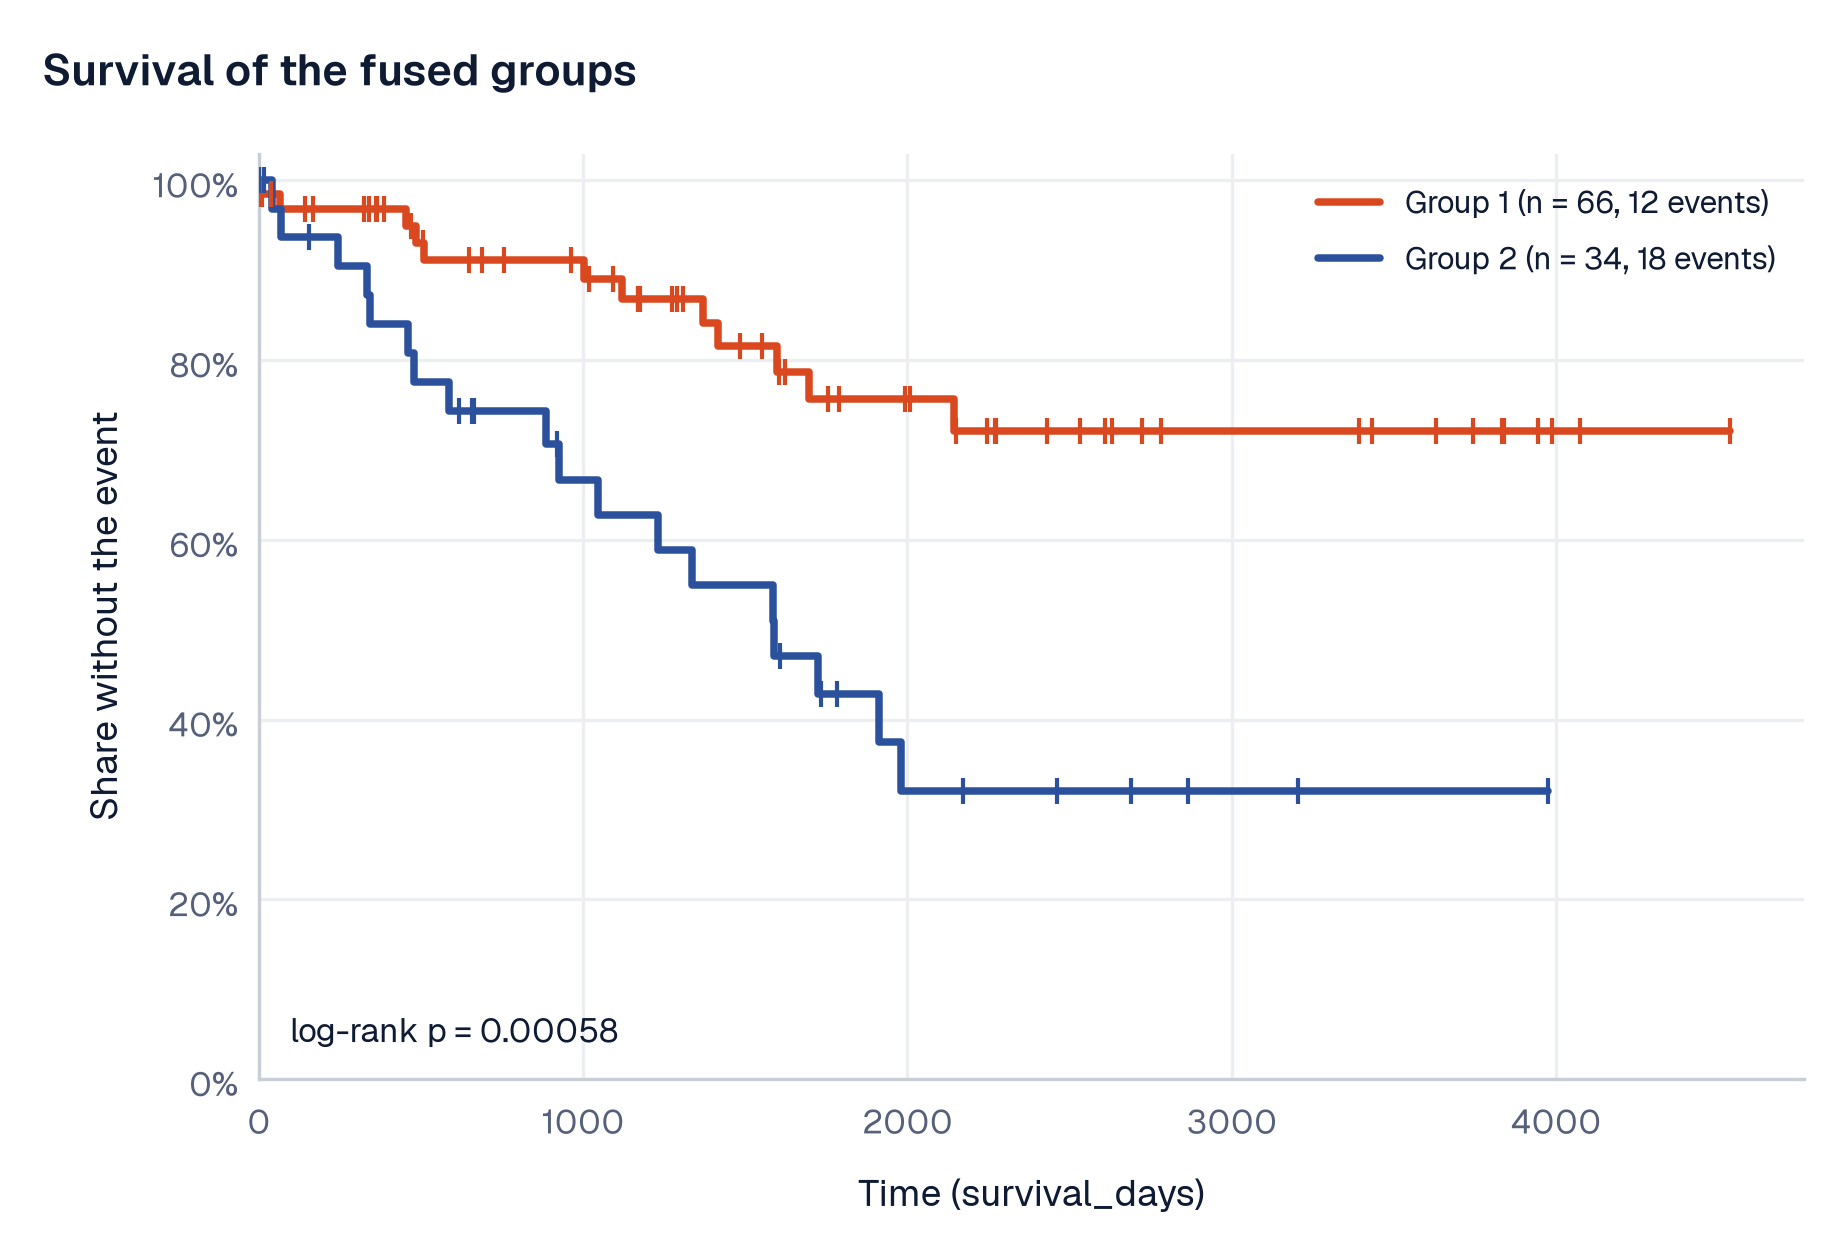 Survival of the fused groups
100%
80%
60%
40%
20%
0%
Share without the event
Group 1 (n = 66, 12 events)
Group 2 (n = 34, 18 events)
log-rank p = 0.00058
0 1000 2000 3000 4000
Time (survival_days)